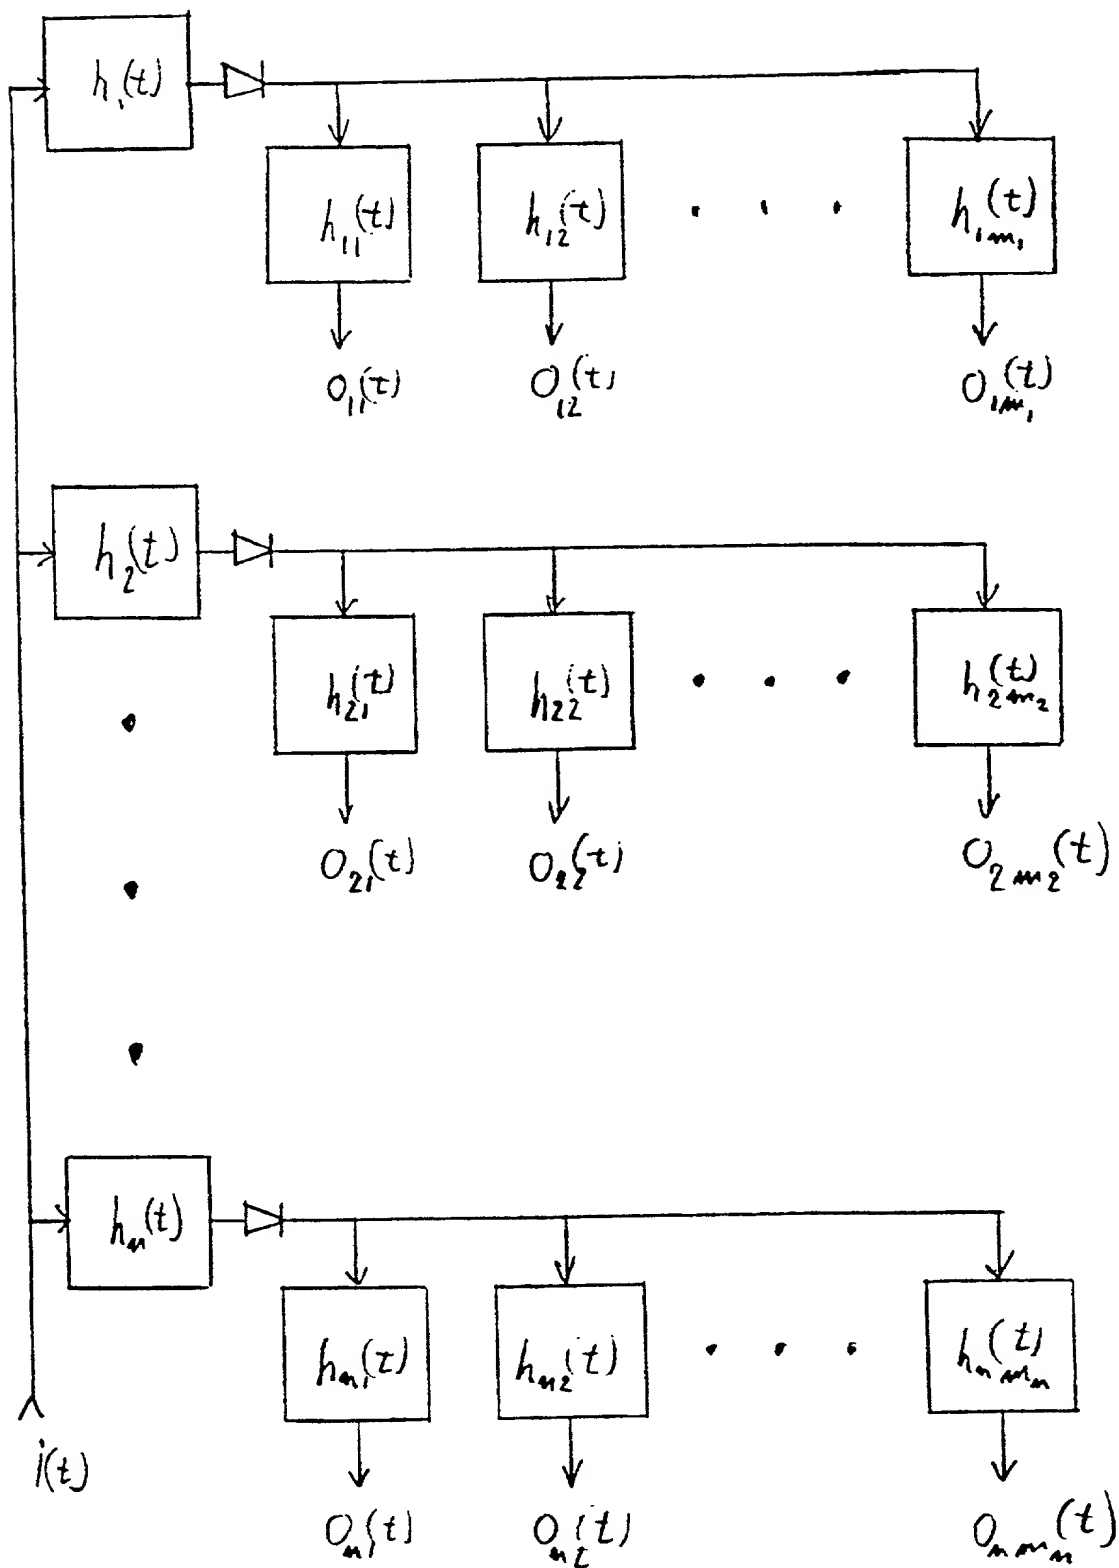 h₁(t)
h₁₁(t) h₁₂(t) . . . h₁ₘ₁(t)
O₁₁(t) O₁₂(t) O₁ₘ₁(t)
h₂(t)
h₂₁(t) h₂₂(t) . . . h₂ₘ₂(t)
O₂₁(t) O₂₂(t) O₂ₘ₂(t)
hₙ(t)
hₙ₁(t) hₙ₂(t) . . . hₙₘₙ(t)
i(t)
Oₙ₁(t) Oₙ₂(t) Oₙₘₙ(t)